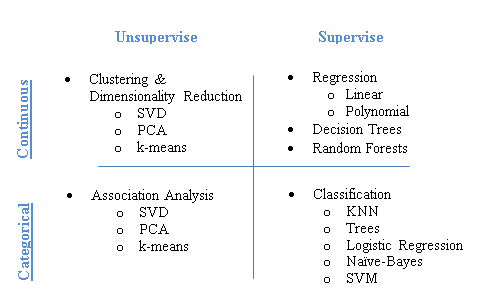 Unsupervise
Supervise
Continuous
• Clustering &
Dimensionality Reduction
o SVD
o PCA
o k-means
• Regression
o Linear
o Polynomial
• Decision Trees
• Random Forests
Categorical
• Association Analysis
o SVD
o PCA
o k-means
• Classification
o KNN
o Trees
o Logistic Regression
o Naïve-Bayes
o SVM